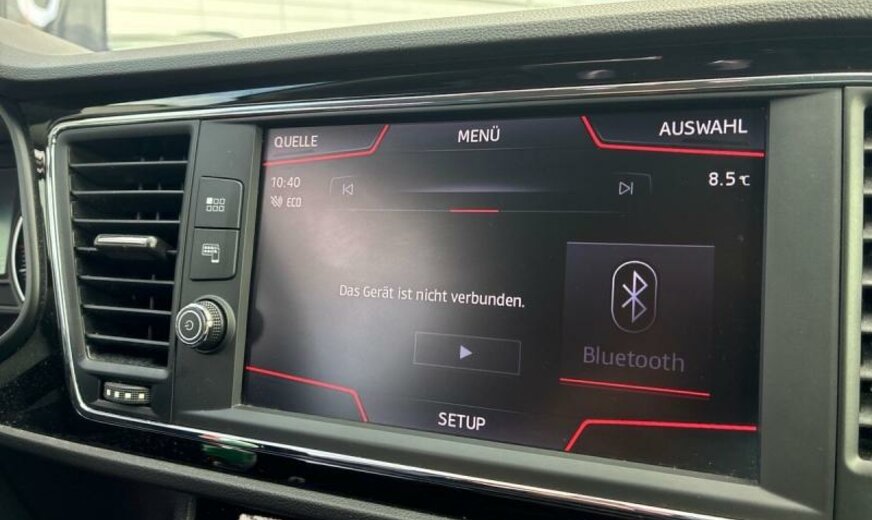 QUELLE
MENÜ
AUSWAHL
10:40
8.5 °C
ECO
Das Gerät ist nicht verbunden.
Bluetooth
SETUP